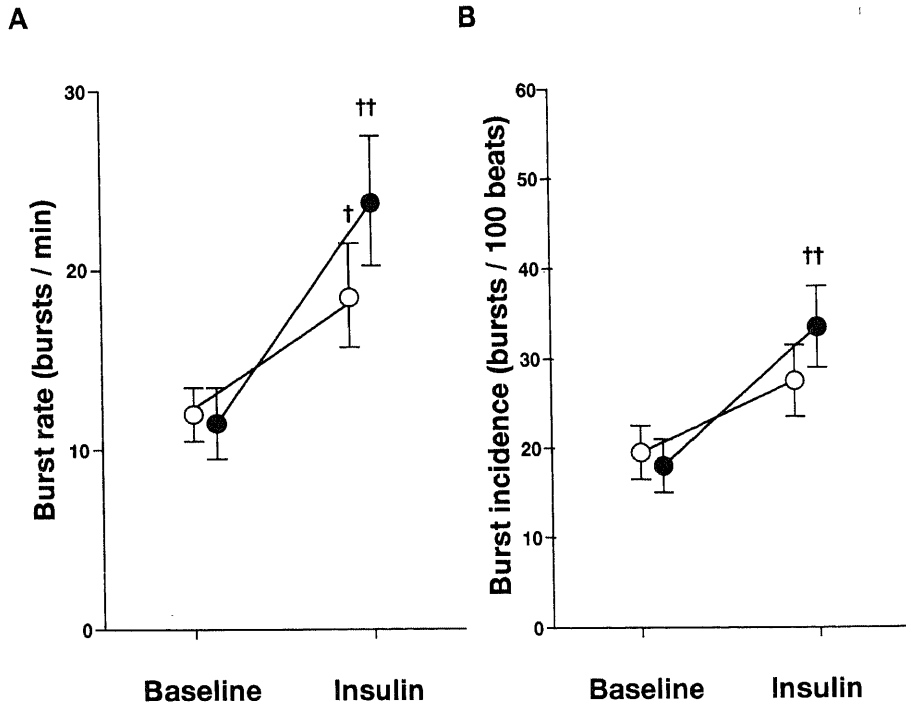 A
Burst rate (bursts / min)
30
20
10
0
††
†
Baseline Insulin
B
Burst incidence (bursts / 100 beats)
60
50
40
30
20
10
0
††
Baseline Insulin